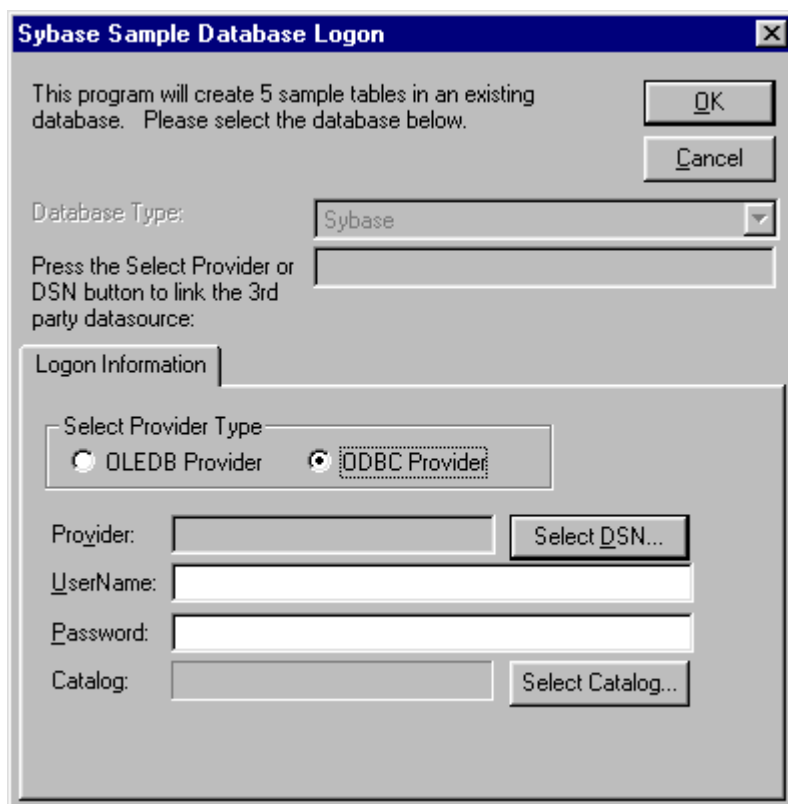 Sybase Sample Database Logon
This program will create 5 sample tables in an existing
database.   Please select the database below.
OK
Cancel
Database Type:
Sybase
Press the Select Provider or
DSN button to link the 3rd
party datasource:
Logon Information
Select Provider Type
OLEDB Provider
ODBC Provider
Provider:
Select DSN...
UserName:
Password:
Catalog:
Select Catalog...